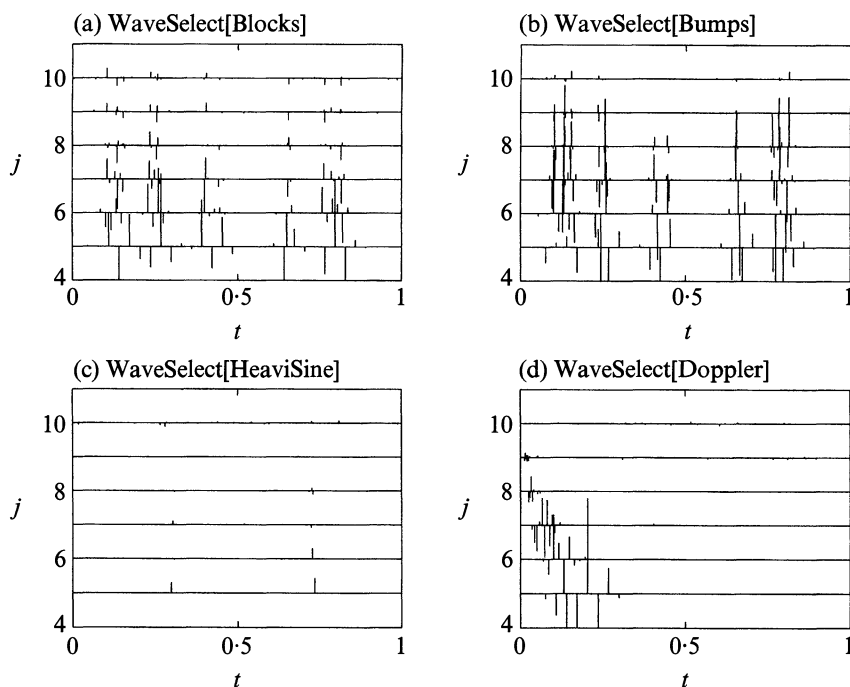 (a) WaveSelect[Blocks]
10
8
j
6
4
0
0·5
1
t
(b) WaveSelect[Bumps]
10
8
j
6
4
0
0·5
1
t
(c) WaveSelect[HeaviSine]
10
8
j
6
4
0
0·5
1
t
(d) WaveSelect[Doppler]
10
8
j
6
4
0
0·5
1
t